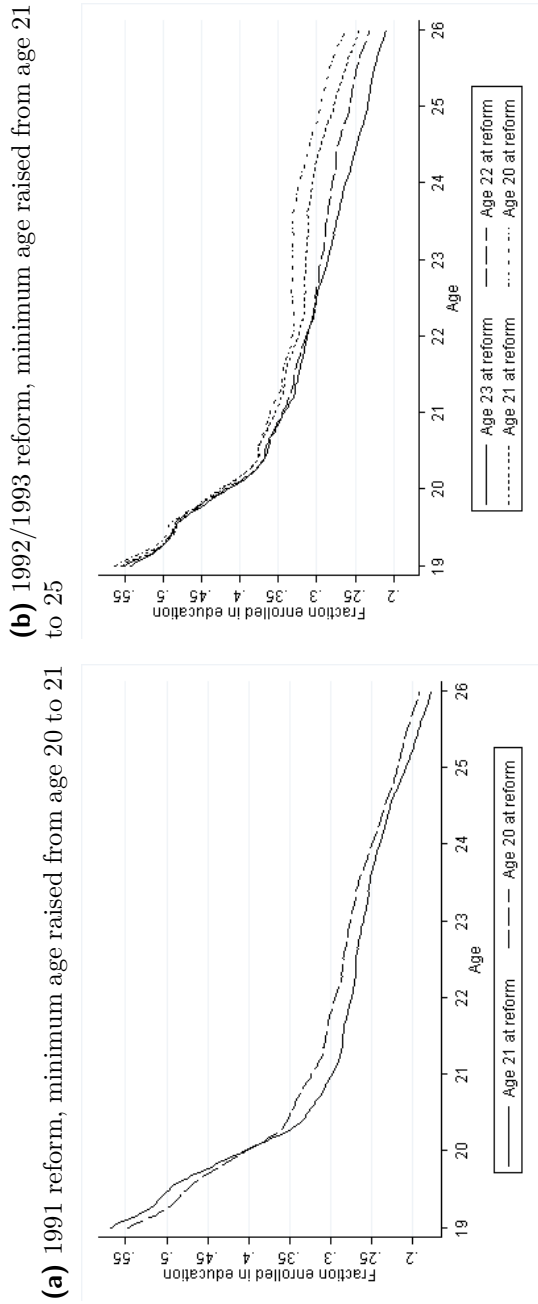 (a) 1991 reform, minimum age raised from age 20 to 21
Fraction enrolled in education
.55
.5
.45
.4
.35
.3
.25
.2
19
20
21
22
23
24
25
26
Age
Age 21 at reform
Age 20 at reform
(b) 1992/1993 reform, minimum age raised from age 21
to 25
Fraction enrolled in education
.55
.5
.45
.4
.35
.3
.25
.2
19
20
21
22
23
24
25
26
Age
Age 23 at reform
Age 22 at reform
Age 21 at reform
Age 20 at reform